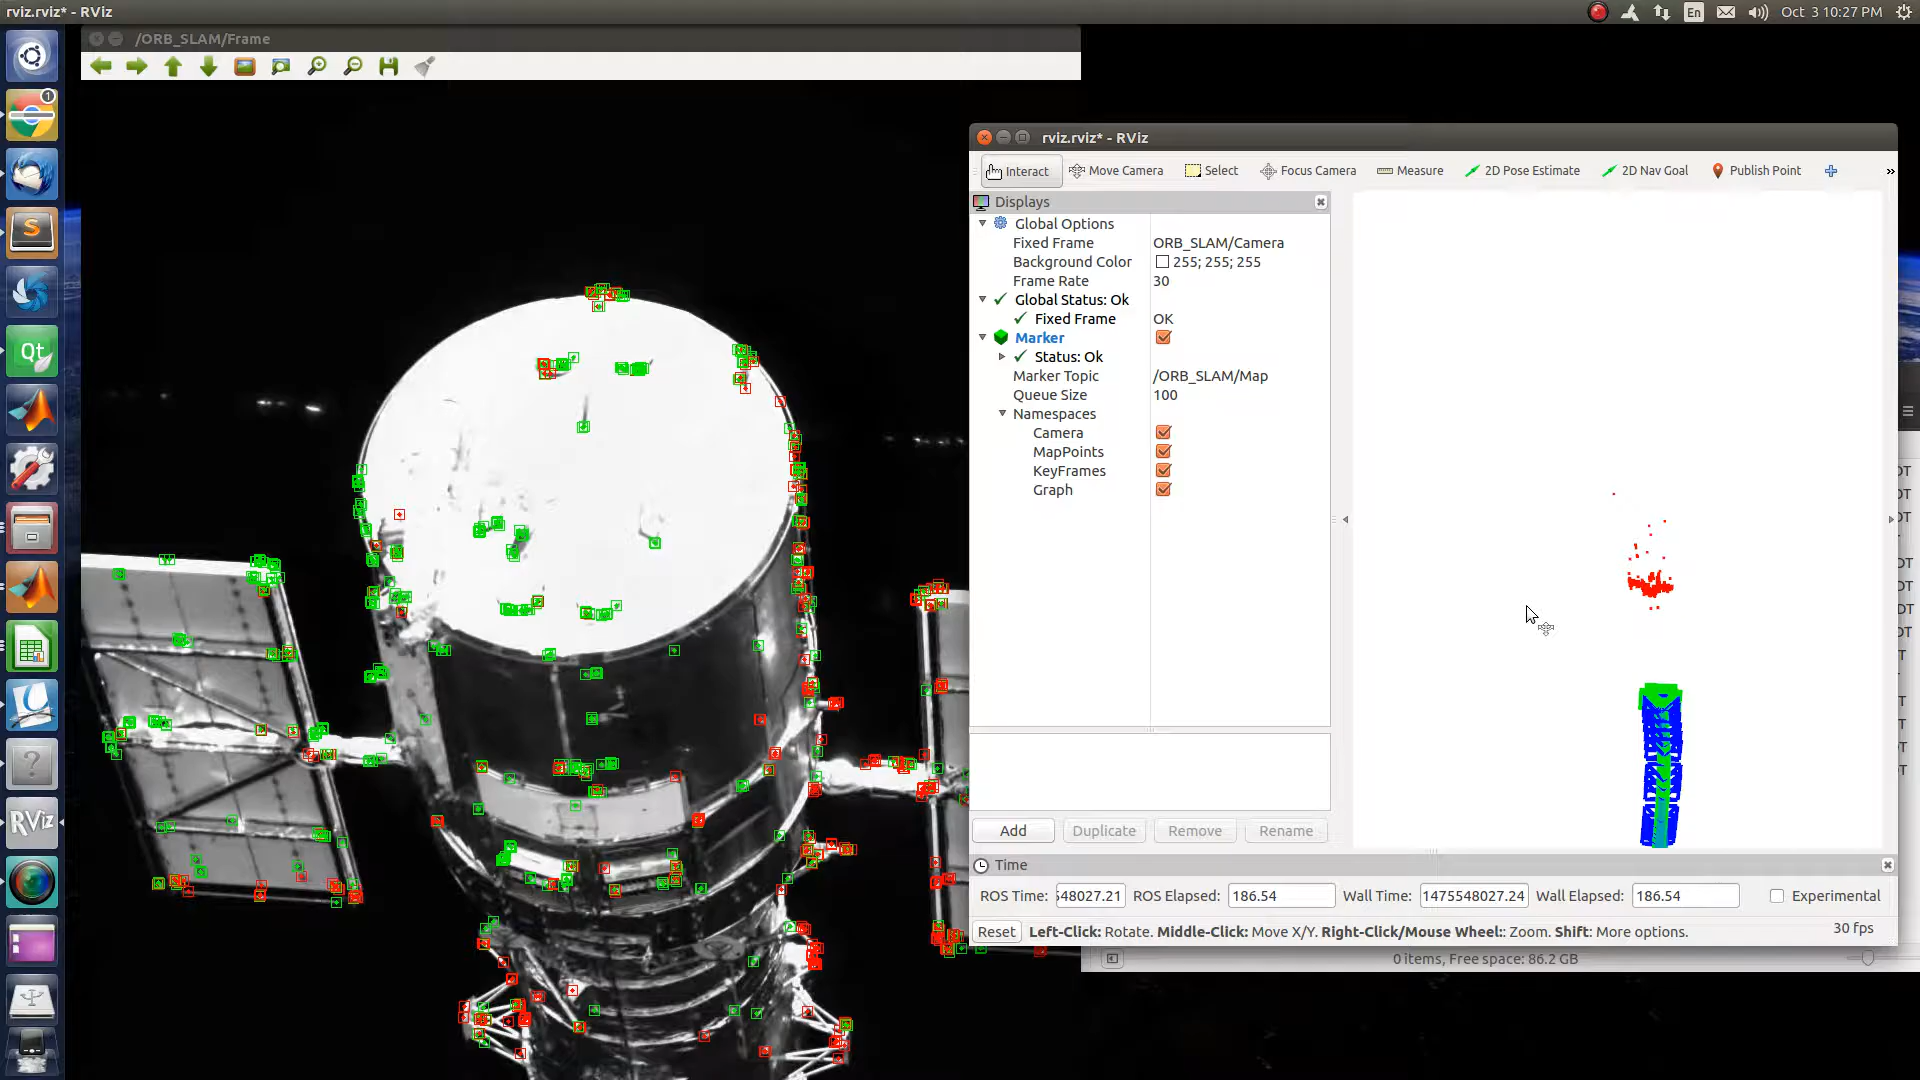 rviz.rviz* - RViz
En
Oct 3 10:27 PM
/ORB_SLAM/Frame
1
S
Qt
?
RViz
rviz.rviz* - RViz
Interact Move Camera Select Focus Camera Measure 2D Pose Estimate 2D Nav Goal Publish Point »
Displays
Global Options
Fixed Frame ORB_SLAM/Camera
Background Color 255; 255; 255
Frame Rate 30
Global Status: Ok
Fixed Frame OK
Marker
Status: Ok
Marker Topic /ORB_SLAM/Map
Queue Size 100
Namespaces
Camera
MapPoints
KeyFrames
Graph
Add Duplicate Remove Rename
Time
ROS Time: 548027.21 ROS Elapsed: 186.54 Wall Time: 1475548027.24 Wall Elapsed: 186.54 Experimental
Reset Left-Click: Rotate. Middle-Click: Move X/Y. Right-Click/Mouse Wheel:: Zoom. Shift: More options. 30 fps
0 items, Free space: 86.2 GB